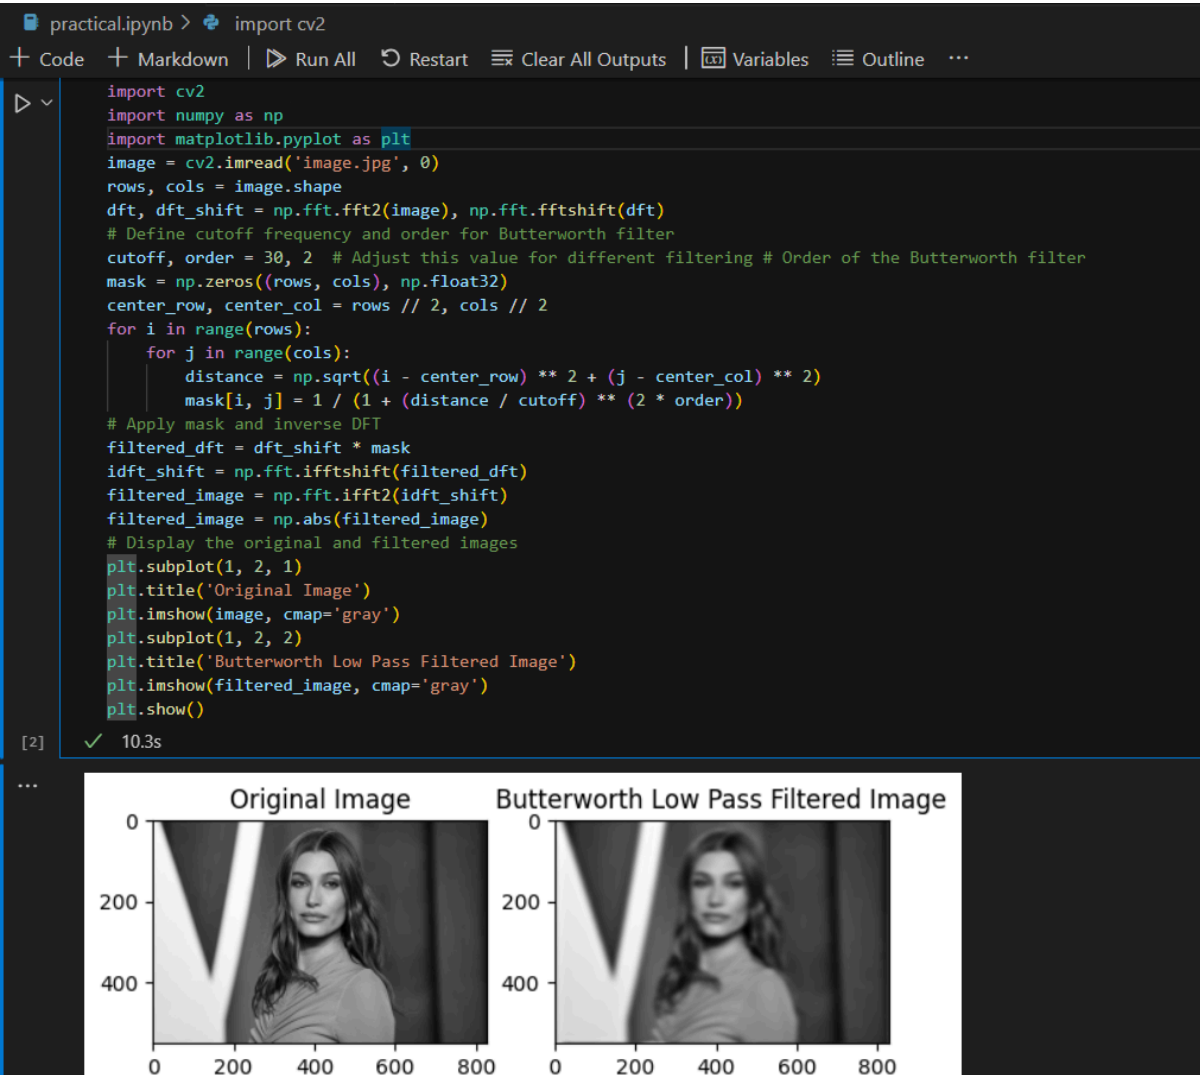 practical.ipynb > import cv2
+ Code + Markdown | Run All Restart Clear All Outputs | Variables Outline ...
import cv2
import numpy as np
import matplotlib.pyplot as plt
image = cv2.imread('image.jpg', 0)
rows, cols = image.shape
dft, dft_shift = np.fft.fft2(image), np.fft.fftshift(dft)
# Define cutoff frequency and order for Butterworth filter
cutoff, order = 30, 2  # Adjust this value for different filtering # Order of the Butterworth filter
mask = np.zeros((rows, cols), np.float32)
center_row, center_col = rows // 2, cols // 2
for i in range(rows):
    for j in range(cols):
        distance = np.sqrt((i - center_row) ** 2 + (j - center_col) ** 2)
        mask[i, j] = 1 / (1 + (distance / cutoff) ** (2 * order))
# Apply mask and inverse DFT
filtered_dft = dft_shift * mask
idft_shift = np.fft.ifftshift(filtered_dft)
filtered_image = np.fft.ifft2(idft_shift)
filtered_image = np.abs(filtered_image)
# Display the original and filtered images
plt.subplot(1, 2, 1)
plt.title('Original Image')
plt.imshow(image, cmap='gray')
plt.subplot(1, 2, 2)
plt.title('Butterworth Low Pass Filtered Image')
plt.imshow(filtered_image, cmap='gray')
plt.show()
[2] ✓ 10.3s
...
Original Image Butterworth Low Pass Filtered Image
0 0
200 200
400 400
0 200 400 600 800 0 200 400 600 800